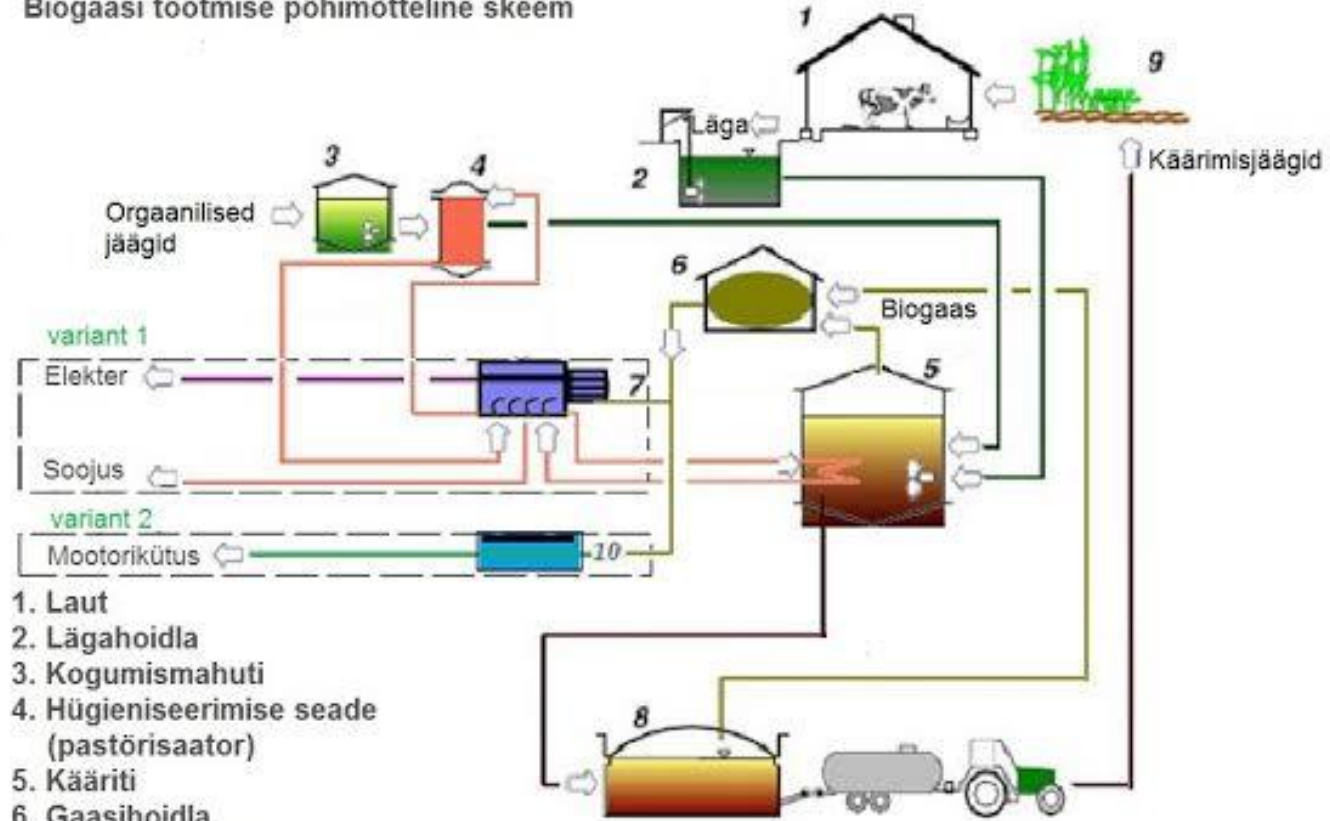 Biogaasi tootmise põhimõtteline skeem
1
9
Läga
Käärimisjäägid
3
4
2
Orgaanilised
jäägid
6
Biogaas
variant 1
Elekter
7
5
Soojus
variant 2
Mootorikütus
10
1. Laut
2. Lägahoidla
3. Kogumismahuti
4. Hügieniseerimise seade
(pastörisaator)
5. Kääriti
6. Gaasihoidla
8